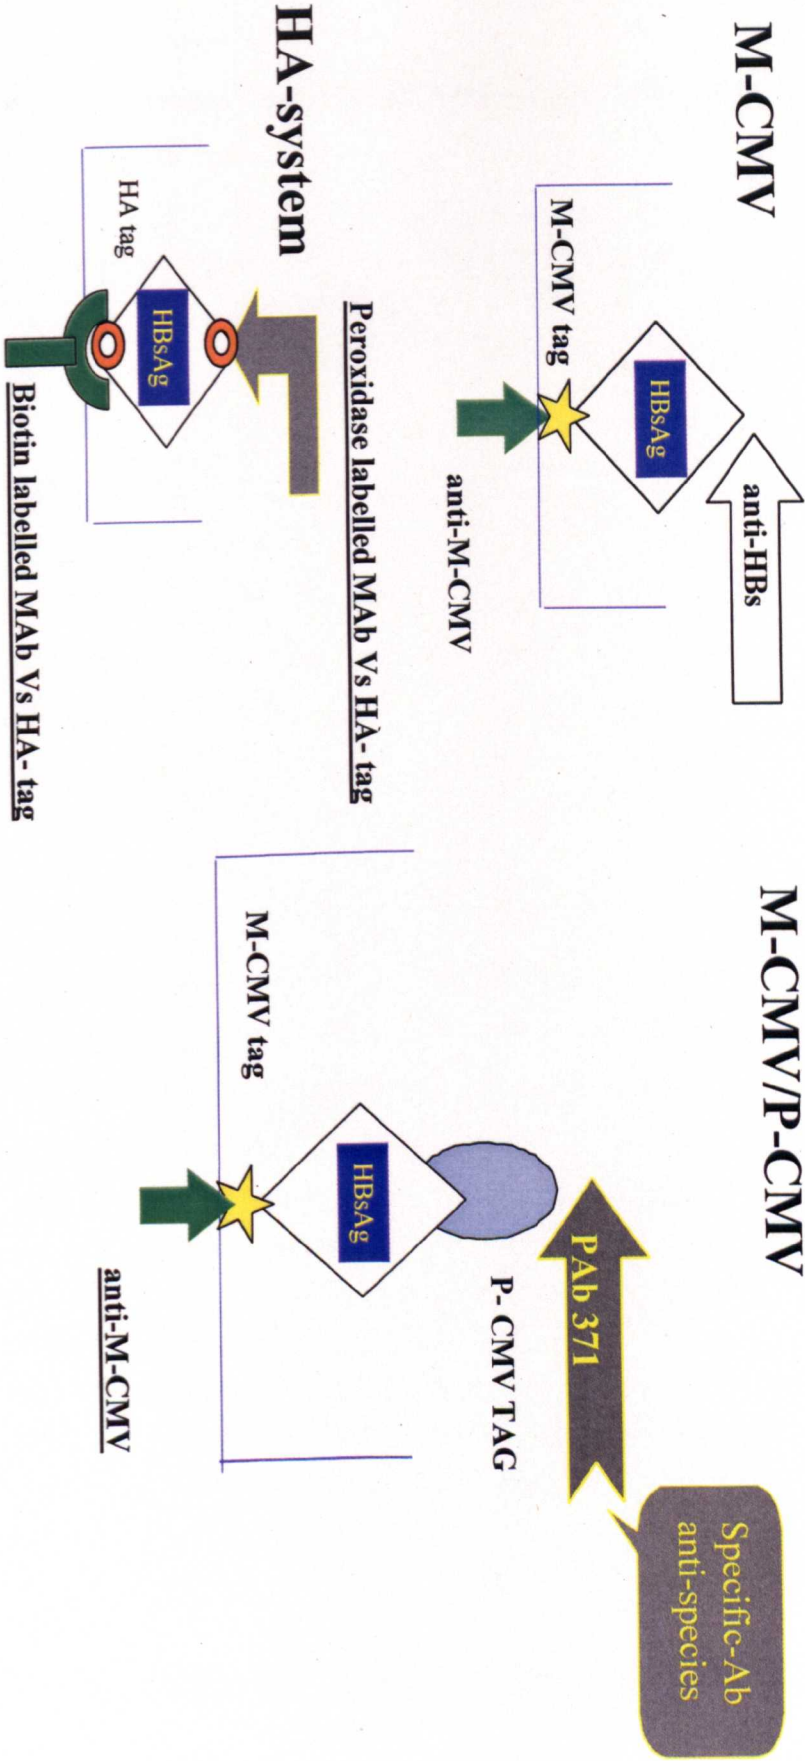 M-CMV
anti-HBs
HBsAg
M-CMV tag
anti-M-CMV
HA-system
Peroxidase labelled MAb Vs HÀ- tag
HA tag
HBsAg
Biotin labelled MAb Vs HA- tag
M-CMV/P-CMV
Specific-Ab
anti-species
PAb 371
P- CMV TAG
HBsAg
M-CMV tag
anti-M-CMV